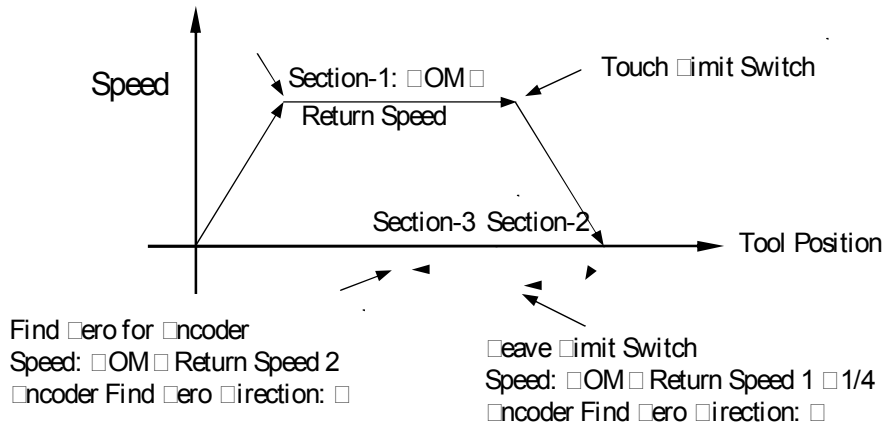 Speed
Section-1: □OM□
Return Speed
Touch □imit Switch
Section-3 Section-2
Tool Position
Find □ero for □ncoder
Speed: □OM□ Return Speed 2
□ncoder Find □ero □irection: □
□eave □imit Switch
Speed: □OM□ Return Speed 1 □1/4
□ncoder Find □ero □irection: □